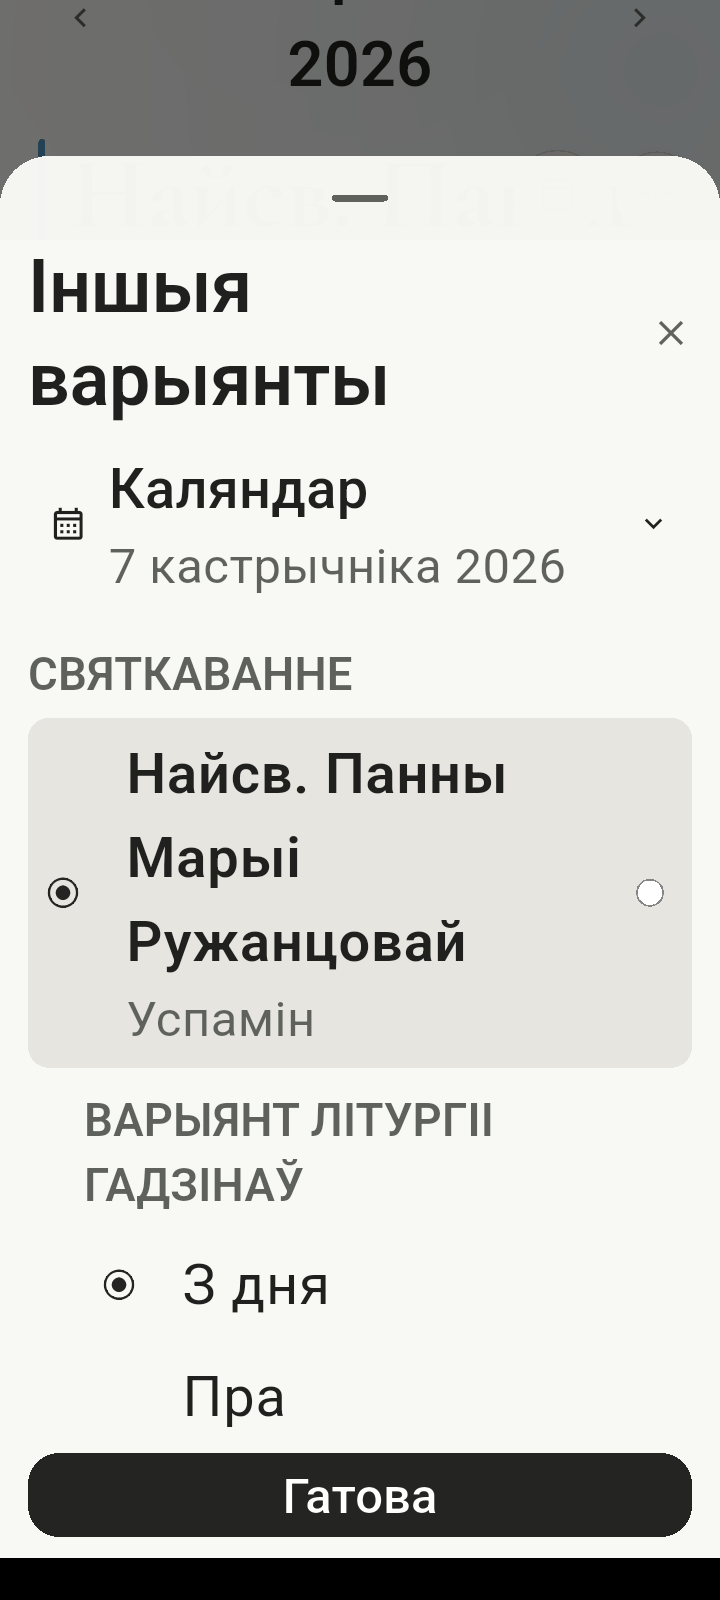 2026
Іншыя
варыянты
Каляндар
7 кастрычніка 2026
СВЯТКАВАННЕ
Найсв. Панны
Марыі
Ружанцовай
Успамін
ВАРЫЯНТ ЛІТУРГІІ
ГАДЗІНАЎ
З дня
Пра
Гатова